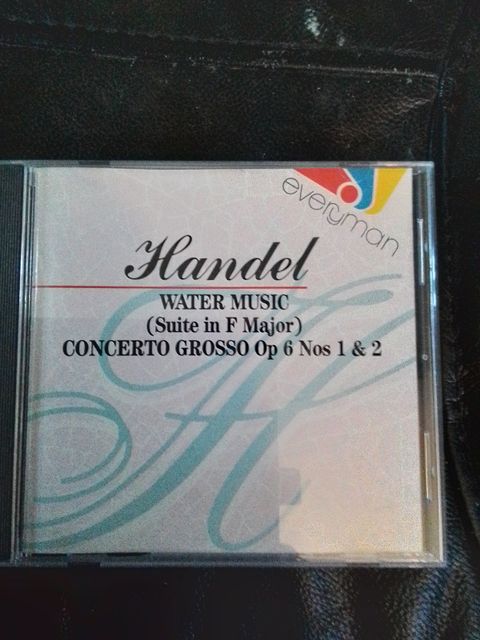 everyman
Handel
WATER MUSIC
(Suite in F Major)
CONCERTO GROSSO Op 6 Nos 1 & 2